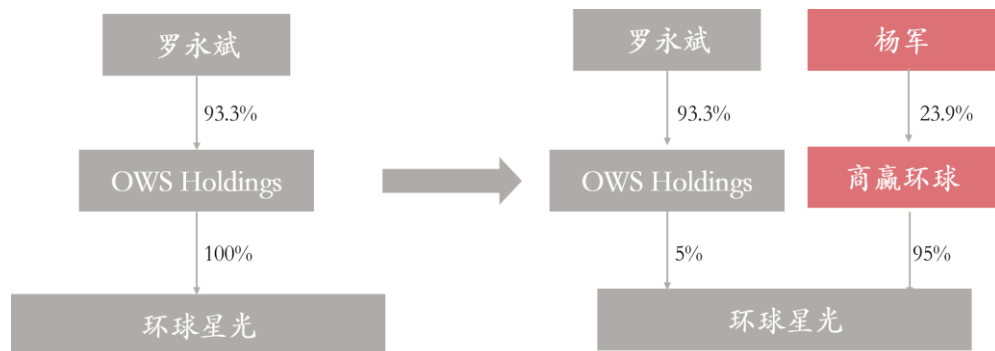 罗永斌
93.3%
OWS Holdings
100%
环球星光
罗永斌
杨军
93.3%
23.9%
OWS Holdings
商赢环球
5%
95%
环球星光